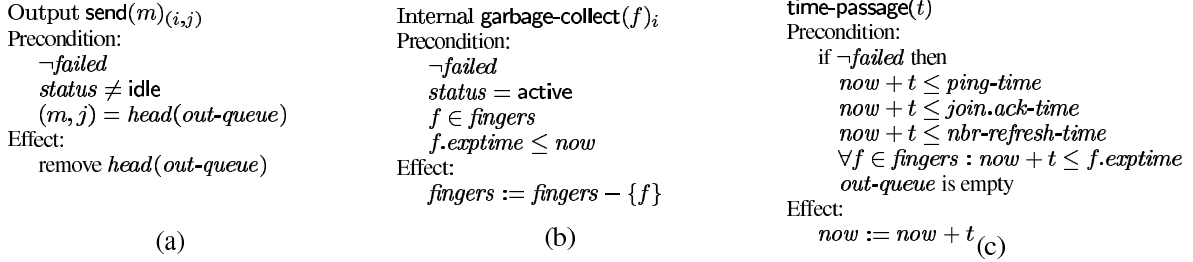 Output send(m)_(i,j)
Precondition:
¬failed
status ≠ idle
(m, j) = head(out-queue)
Effect:
remove head(out-queue)
(a)
Internal garbage-collect(f)_i
Precondition:
¬failed
status = active
f ∈ fingers
f.exptime ≤ now
Effect:
fingers := fingers − {f}
(b)
time-passage(t)
Precondition:
if ¬failed then
now + t ≤ ping-time
now + t ≤ join.ack-time
now + t ≤ nbr-refresh-time
∀f ∈ fingers : now + t ≤ f.exptime
out-queue is empty
Effect:
now := now + t
(c)